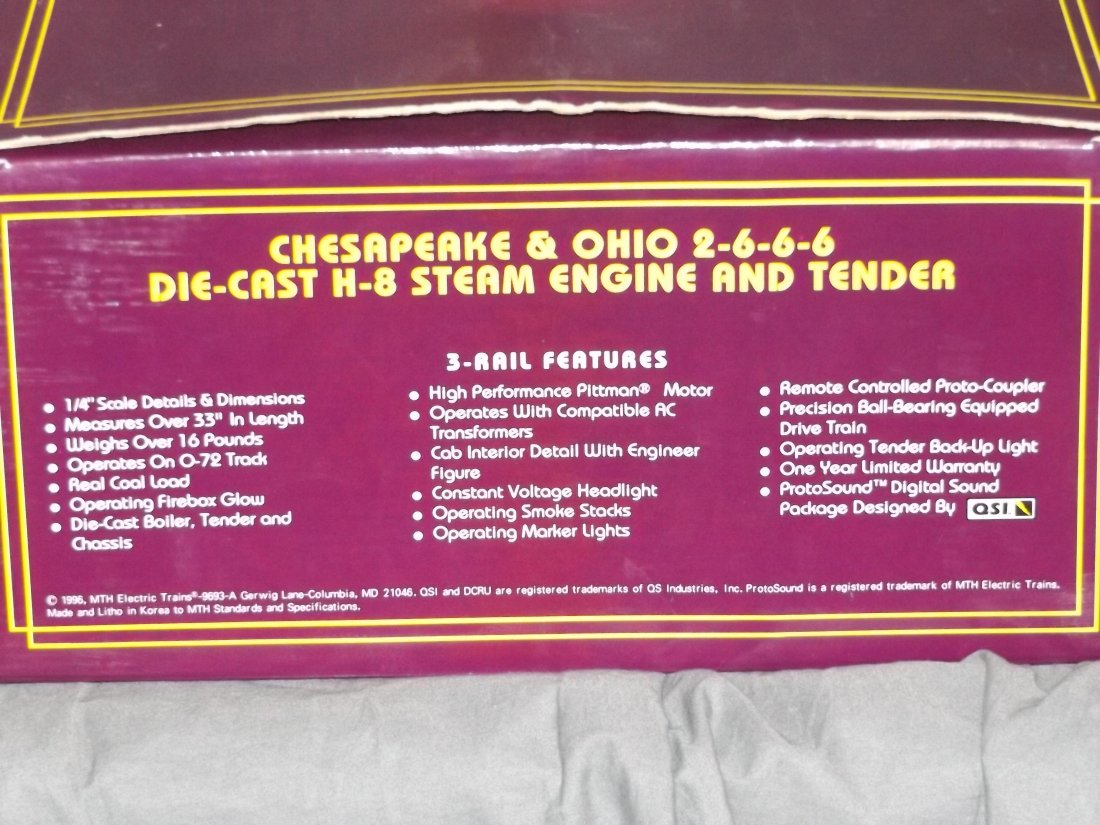 CHESAPEAKE & OHIO 2-6-6-6
DIE-CAST H-8 STEAM ENGINE AND TENDER
3-RAIL FEATURES
● 1/4" Scale Details & Dimensions
● Measures Over 33" In Length
● Weighs Over 16 Pounds
● Operates On O-72 Track
● Real Coal Load
● Operating Firebox Glow
● Die-Cast Boiler, Tender and
Chassis
● High Performance Pittman® Motor
● Operates With Compatible AC
Transformers
● Cab Interior Detail With Engineer
Figure
● Constant Voltage Headlight
● Operating Smoke Stacks
● Operating Marker Lights
● Remote Controlled Proto-Coupler
● Precision Ball-Bearing Equipped
Drive Train
● Operating Tender Back-Up Light
● One Year Limited Warranty
● ProtoSound™ Digital Sound
Package Designed By QSI
© 1996, MTH Electric Trains®-9693-A Gerwig Lane-Columbia, MD 21046. QSI and DCRU are registered trademarks of QS Industries, Inc. ProtoSound is a registered trademark of MTH Electric Trains.
Made and Litho in Korea to MTH Standards and Specifications.